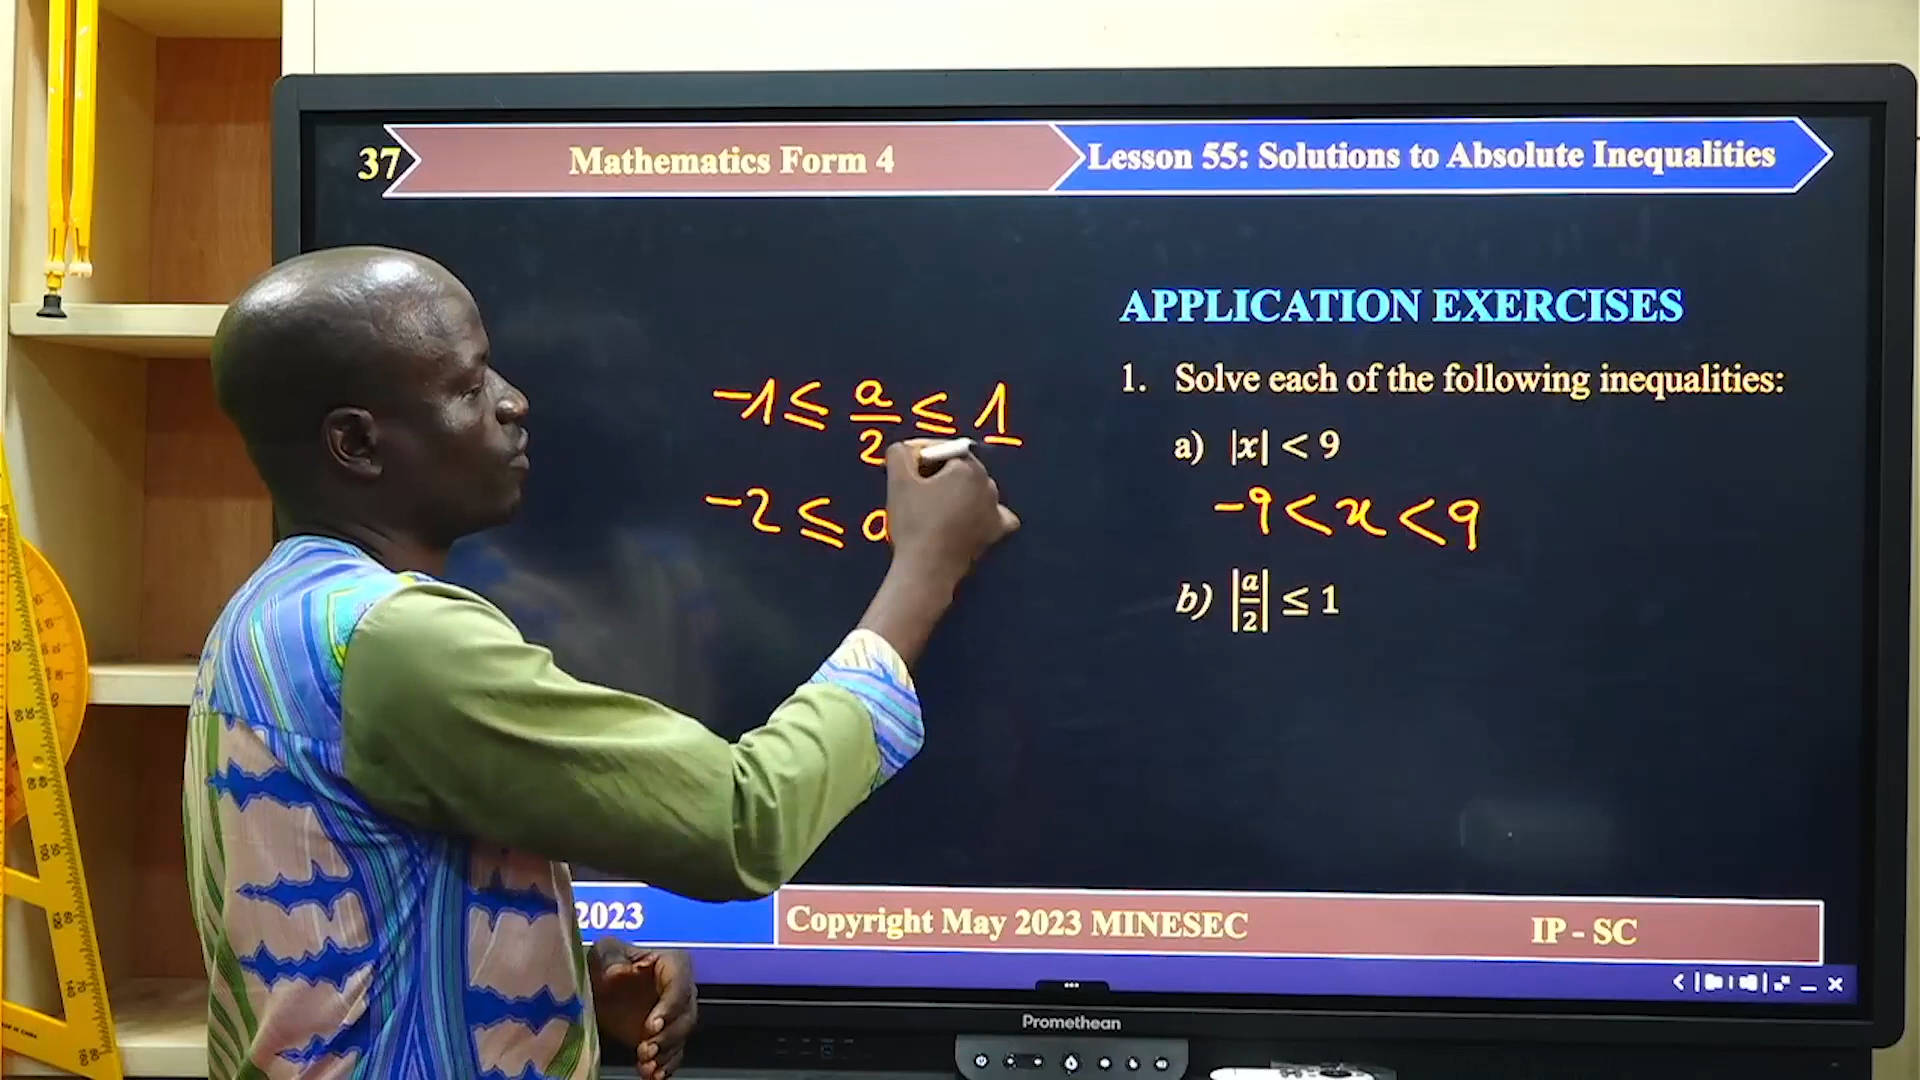 37
Mathematics Form 4
Lesson 55: Solutions to Absolute Inequalities
APPLICATION EXERCISES
1. Solve each of the following inequalities:
a) |x| < 9
-9 < x < 9
b) |a/2| ≤ 1
-1 ≤ a/2 ≤ 1
-2 ≤ a
2023
Copyright May 2023 MINESEC
IP - SC
Promethean